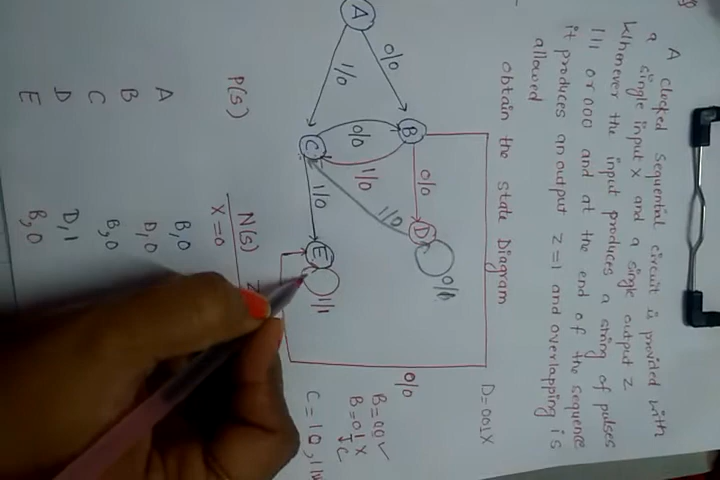 A clocked sequential circuit is provided with
a single input x and a single output Z
Whenever the input produces a string of pulses
111 or 000 and at the end of the sequence
it produces an output z=1 and overlapping is
allowed
obtain the state Diagram
A
0/0
1/0
B
C
0/0
1/0
0/0
D
1/0
0/1
1/0
E
1/1
0/0
D=001X
B=00✓
B=01X
C
C=10,11
P(S)
N(S)
X=0
A B,0
B D,0
C B,0
D D,1
E B,0